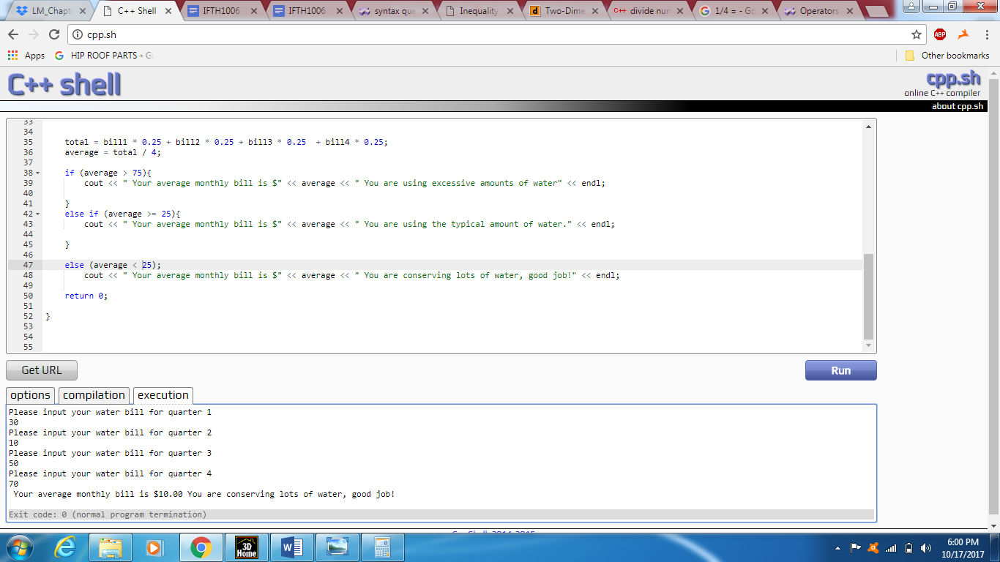 LM_Chapt
C++ Shell
IFTH1006 -
IFTH1006 -
syntax que
Inequality
Two-Dime
divide nun
1/4 = - Go
Operators
cpp.sh
ABP
Apps
HIP ROOF PARTS - G
Other bookmarks
C++ shell
cpp.sh
online C++ compiler
about cpp.sh
33
34
35 total = bill1 * 0.25 + bill2 * 0.25 + bill3 * 0.25  + bill4 * 0.25;
36 average = total / 4;
37
38 if (average > 75){
39 cout << " Your average monthly bill is $" << average << " You are using excessive amounts of water" << endl;
40
41 }
42 else if (average >= 25){
43 cout << " Your average monthly bill is $" << average << " You are using the typical amount of water." << endl;
44
45 }
46
47 else (average < 25);
48 cout << " Your average monthly bill is $" << average << " You are conserving lots of water, good job!" << endl;
49
50 return 0;
51
52 }
53
54
55
Get URL
Run
options
compilation
execution
Please input your water bill for quarter 1
30
Please input your water bill for quarter 2
10
Please input your water bill for quarter 3
50
Please input your water bill for quarter 4
70
Your average monthly bill is $10.00 You are conserving lots of water, good job!
Exit code: 0 (normal program termination)
3D
Home
6:00 PM
10/17/2017